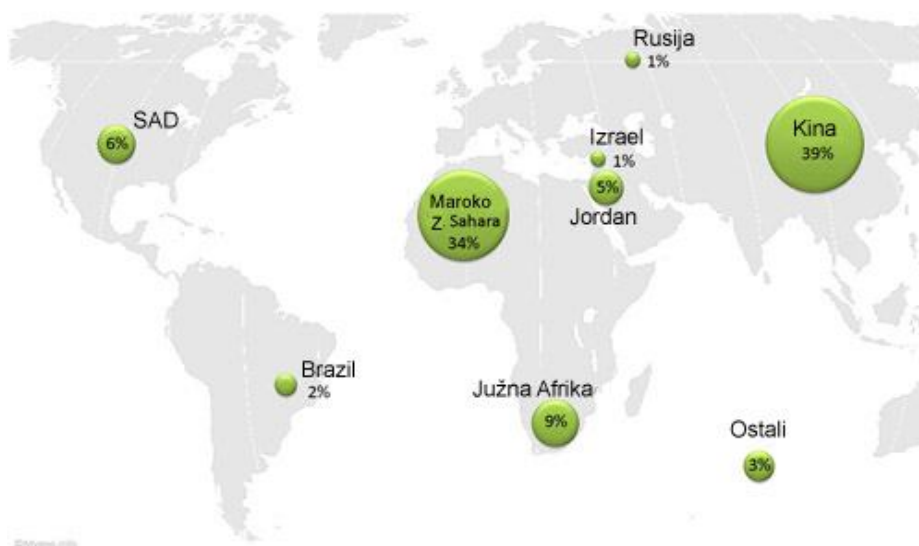 Rusija
1%
SAD
6%
Kina
39%
Izrael
1%
5%
Jordan
Maroko
Z. Sahara
34%
Brazil
2%
Južna Afrika
9%
Ostali
3%